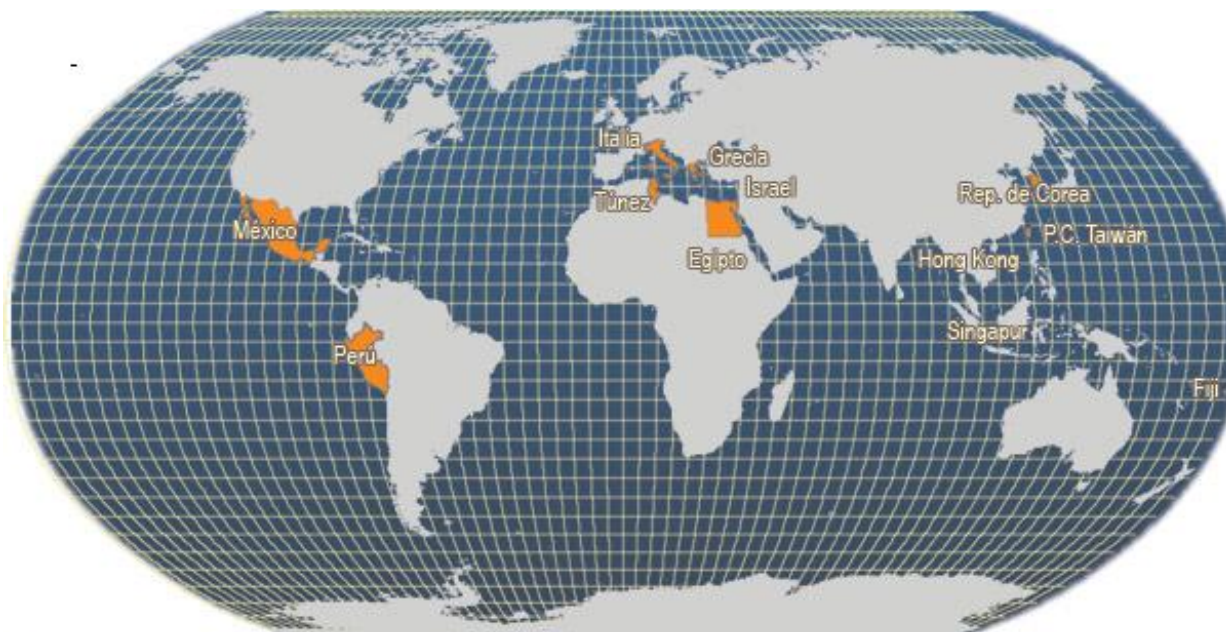 -
Italia
Grecia
Israel
Túnez
Rep. de Corea
México
P.C. Taiwán
Egipto
Hong Kong
Singapur
Perú
Fiji